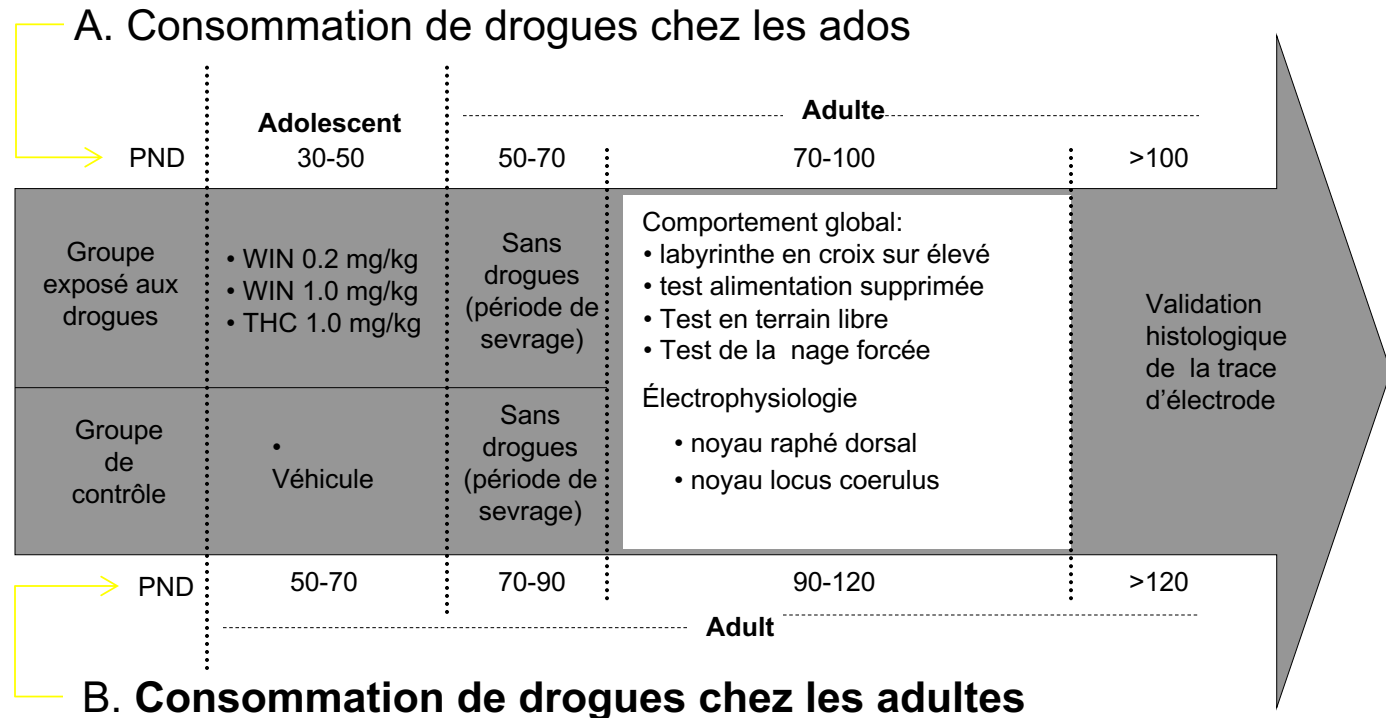 A. Consommation de drogues chez les ados
Adolescent
Adulte
PND
30-50
50-70
70-100
>100
Groupe
exposé aux
drogues
• WIN 0.2 mg/kg
• WIN 1.0 mg/kg
• THC 1.0 mg/kg
Sans
drogues
(période de
sevrage)
Comportement global:
• labyrinthe en croix sur élevé
• test alimentation supprimée
• Test en terrain libre
• Test de la nage forcée
Électrophysiologie
• noyau raphé dorsal
• noyau locus coerulus
Validation
histologique
de la trace
d'électrode
Groupe
de
contrôle
•
Véhicule
Sans
drogues
(période de
sevrage)
PND
50-70
70-90
90-120
>120
Adult
B. Consommation de drogues chez les adultes